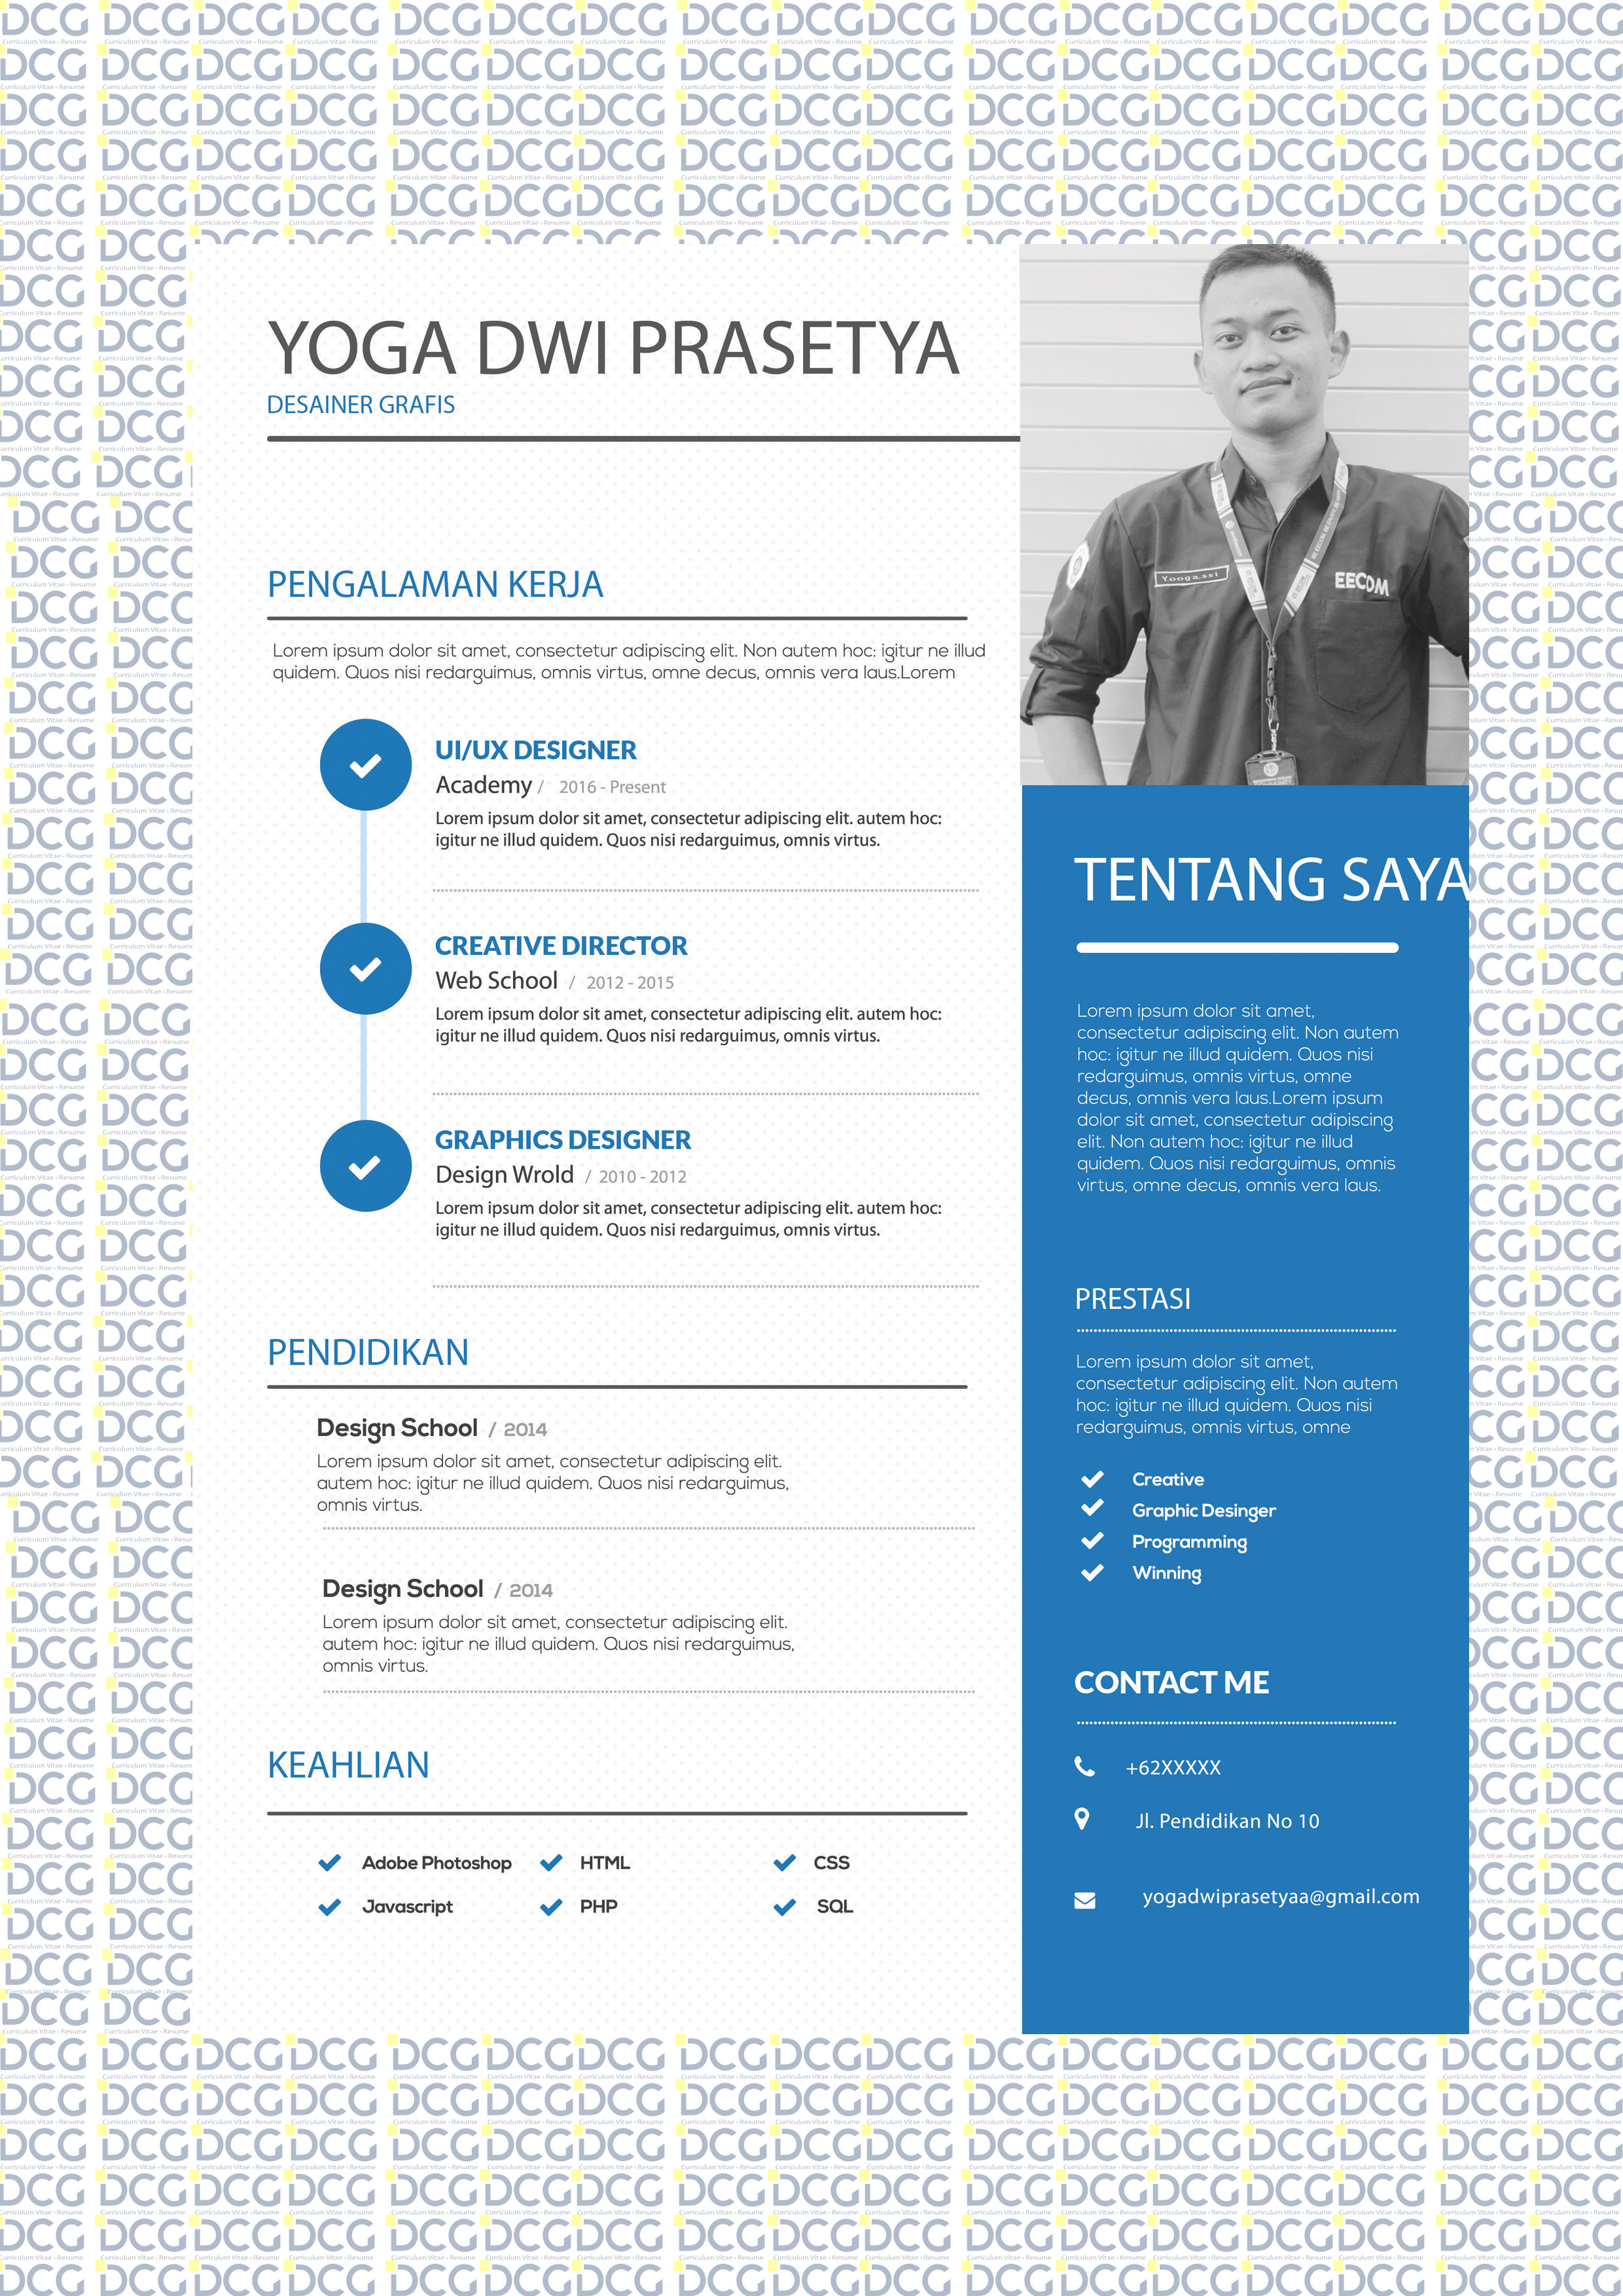 YOGA DWI PRASETYA
DESAINER GRAFIS
PENGALAMAN KERJA
Lorem ipsum dolor sit amet, consectetur adipiscing elit. Non autem hoc: igitur ne illud
quidem. Quos nisi redarguimus, omnis virtus, omne decus, omnis vera laus.Lorem
UI/UX DESIGNER
Academy / 2016 - Present
Lorem ipsum dolor sit amet, consectetur adipiscing elit. autem hoc:
igitur ne illud quidem. Quos nisi redarguimus, omnis virtus.
CREATIVE DIRECTOR
Web School / 2012 - 2015
Lorem ipsum dolor sit amet, consectetur adipiscing elit. autem hoc:
igitur ne illud quidem. Quos nisi redarguimus, omnis virtus.
GRAPHICS DESIGNER
Design Wrold / 2010 - 2012
Lorem ipsum dolor sit amet, consectetur adipiscing elit. autem hoc:
igitur ne illud quidem. Quos nisi redarguimus, omnis virtus.
PENDIDIKAN
Design School / 2014
Lorem ipsum dolor sit amet, consectetur adipiscing elit.
autem hoc: igitur ne illud quidem. Quos nisi redarguimus,
omnis virtus.
Design School / 2014
Lorem ipsum dolor sit amet, consectetur adipiscing elit.
autem hoc: igitur ne illud quidem. Quos nisi redarguimus,
omnis virtus.
KEAHLIAN
Adobe Photoshop HTML CSS
Javascript PHP SQL
Yooga.ssi
EECOM
TENTANG SAYA
Lorem ipsum dolor sit amet,
consectetur adipiscing elit. Non autem
hoc: igitur ne illud quidem. Quos nisi
redarguimus, omnis virtus, omne
decus, omnis vera laus.Lorem ipsum
dolor sit amet, consectetur adipiscing
elit. Non autem hoc: igitur ne illud
quidem. Quos nisi redarguimus, omnis
virtus, omne decus, omnis vera laus.
PRESTASI
Lorem ipsum dolor sit amet,
consectetur adipiscing elit. Non autem
hoc: igitur ne illud quidem. Quos nisi
redarguimus, omnis virtus, omne
Creative
Graphic Desinger
Programming
Winning
CONTACT ME
+62XXXXX
Jl. Pendidikan No 10
yogadwiprasetyaa@gmail.com
DCG
Curriculum Vitae - Resume